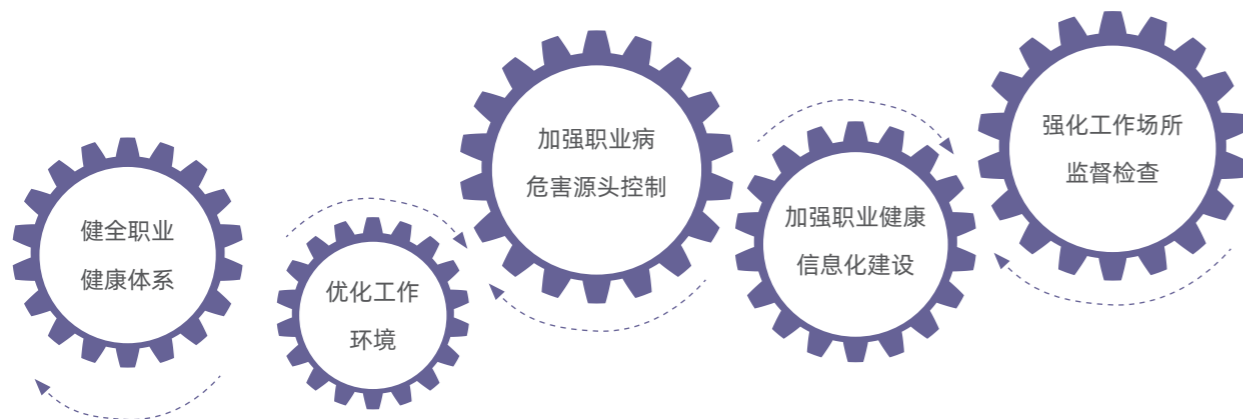 健全职业
健康体系
优化工作
环境
加强职业病
危害源头控制
加强职业健康
信息化建设
强化工作场所
监督检查